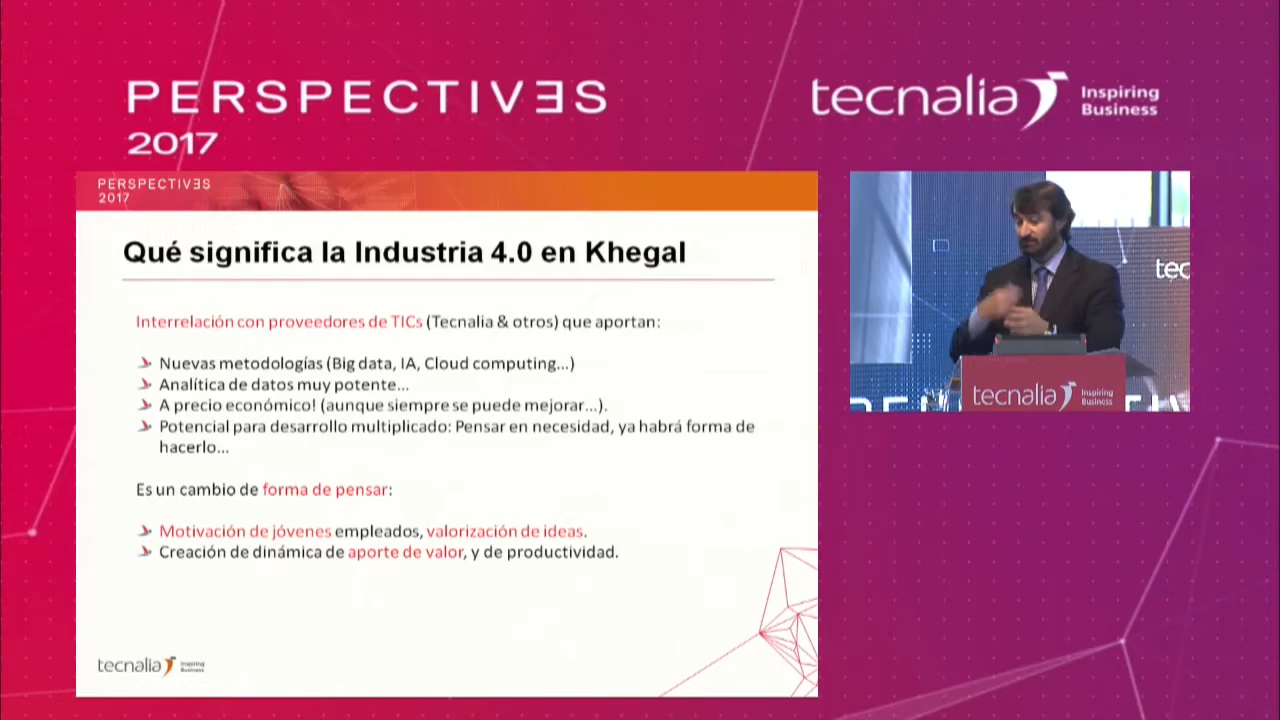 PERSPECTIVƎS
2017
tecnalia Inspiring
Business
PERSPECTIVƎS
2017
Qué significa la Industria 4.0 en Khegal
Interrelación con proveedores de TICs (Tecnalia & otros) que aportan:
Nuevas metodologías (Big data, IA, Cloud computing...)
Analítica de datos muy potente...
A precio económico! (aunque siempre se puede mejorar...).
Potencial para desarrollo multiplicado: Pensar en necesidad, ya habrá forma de
hacerlo...
Es un cambio de forma de pensar:
Motivación de jóvenes empleados, valorización de ideas.
Creación de dinámica de aporte de valor, y de productividad.
tecnalia Inspiring
Business
tec
tecnalia Inspiring
Business